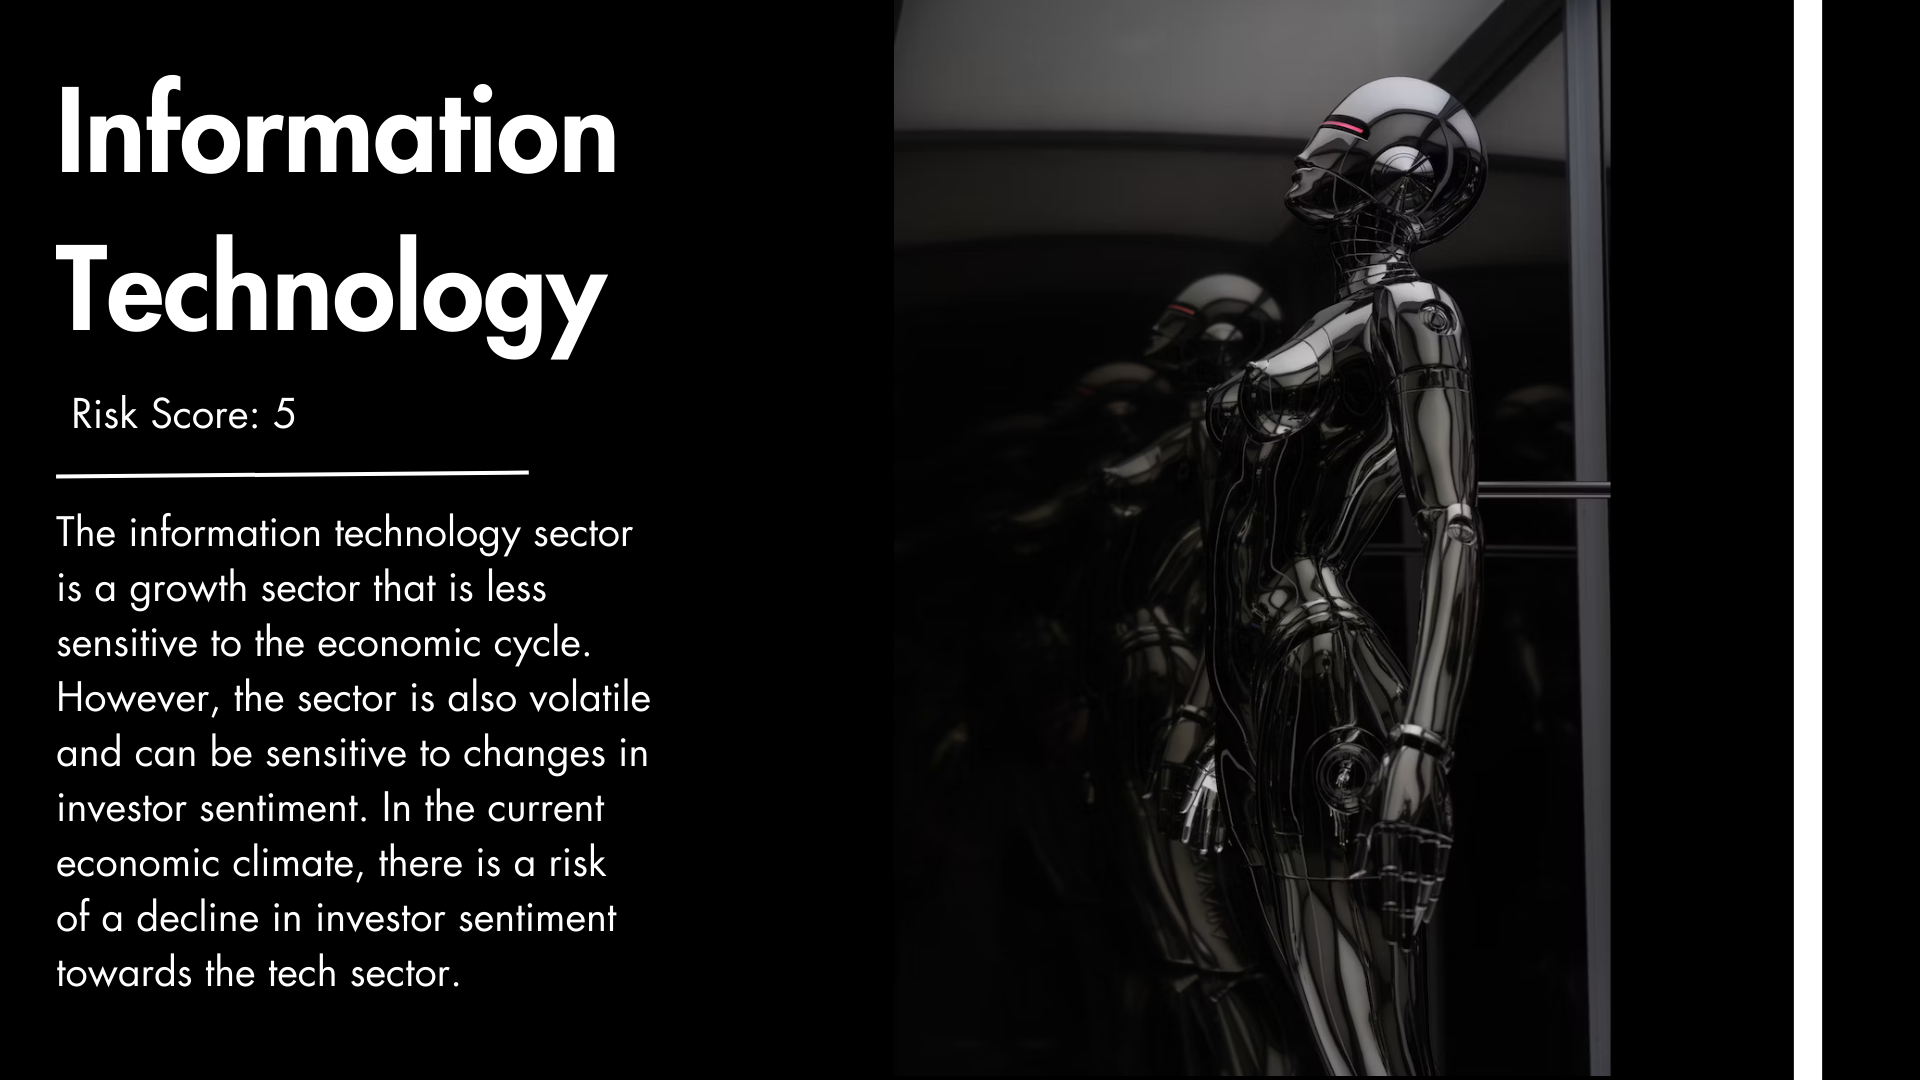 Information
Technology
Risk Score: 5
The information technology sector
is a growth sector that is less
sensitive to the economic cycle.
However, the sector is also volatile
and can be sensitive to changes in
investor sentiment. In the current
economic climate, there is a risk
of a decline in investor sentiment
towards the tech sector.